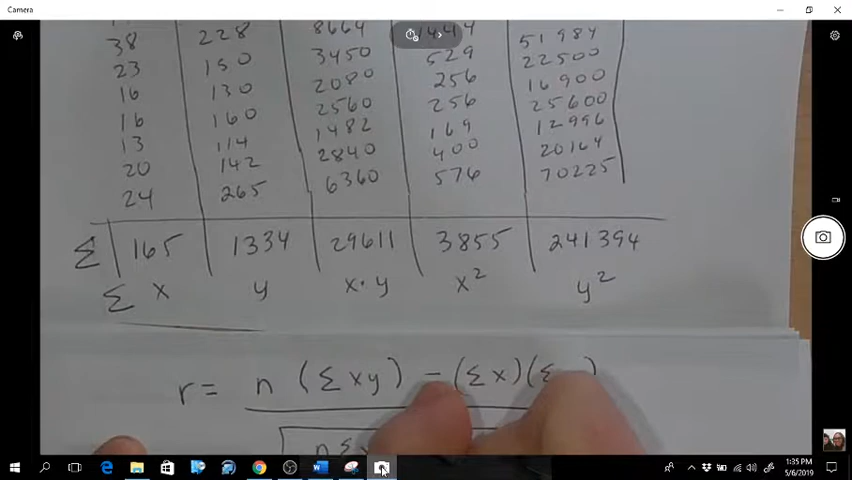 Camera
38 228 8664 1444 51984
23 150 3450 529 22500
16 130 2080 256 16900
16 160 2560 256 25600
13 114 1482 169 12996
20 142 2840 400 20164
24 265 6360 576 70225
Σ 165 1334 29611 3855 241394
Σ x y x·y x² y²
r = n (Σxy) - (Σx)(Σ )
nΣ
1:35 PM
5/6/2019